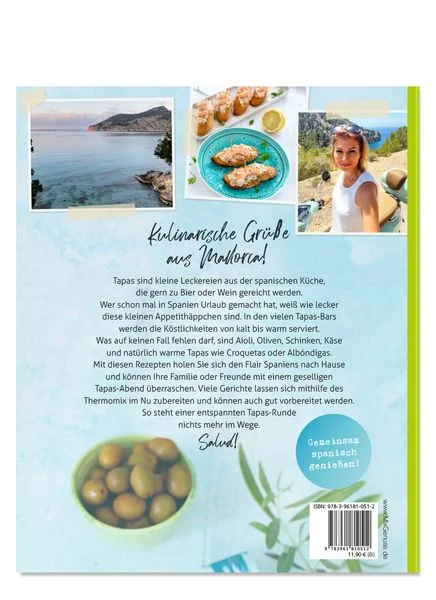 Kulinarische Grüße
aus Mallorca!
Tapas sind kleine Leckereien aus der spanischen Küche,
die gern zu Bier oder Wein gereicht werden.
Wer schon mal in Spanien Urlaub gemacht hat, weiß wie lecker
diese kleinen Appetithäppchen sind. In den vielen Tapas-Bars
werden die Köstlichkeiten von kalt bis warm serviert.
Was auf keinen Fall fehlen darf, sind Aioli, Oliven, Schinken, Käse
und natürlich warme Tapas wie Croquetas oder Albóndigas.
Mit diesen Rezepten holen Sie sich den Flair Spaniens nach Hause
und können Ihre Familie oder Freunde mit einem geselligen
Tapas-Abend überraschen. Viele Gerichte lassen sich mithilfe des
Thermomix im Nu zubereiten und können auch gut vorbereitet werden.
So steht einer entspannten Tapas-Runde
nichts mehr im Wege.
Salud!
Gemeinsam
spanisch
genießen!
ISBN: 978-3-96181-051-2
9 783961 810512
11,90 € [D]
www.MixGenuss.de